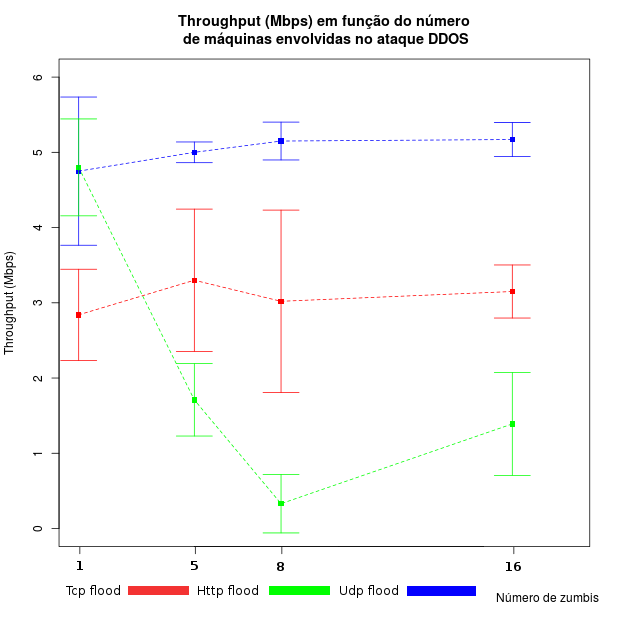 Throughput (Mbps) em função do número
de máquinas envolvidas no ataque DDOS
Throughput (Mbps)
6
5
4
3
2
1
0
1 5 8 16
Tcp flood Http flood Udp flood
Número de zumbis